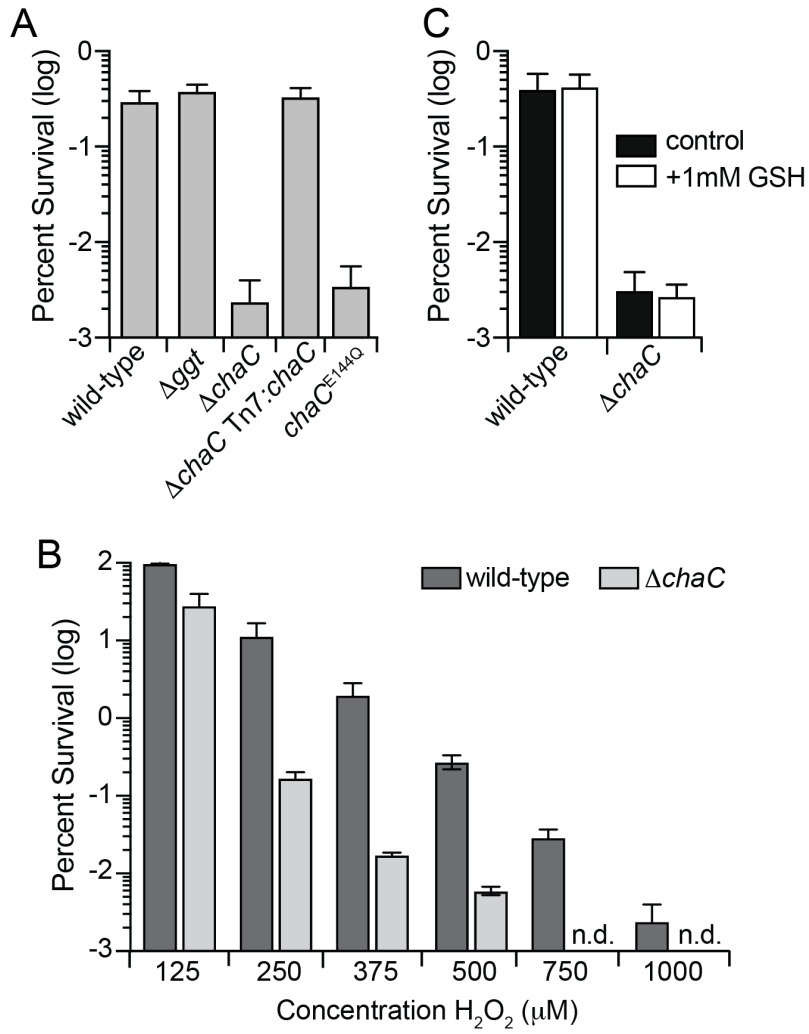 A
Percent Survival (log)
0
-1
-2
-3
wild-type
Δggt
ΔchaC
ΔchaC Tn7:chaC
chaC^E144Q
C
Percent Survival (log)
0
-1
-2
-3
control
+1mM GSH
wild-type
ΔchaC
B
Percent Survival (log)
2
1
0
-1
-2
-3
wild-type ΔchaC
n.d. n.d.
125 250 375 500 750 1000
Concentration H₂O₂ (μM)